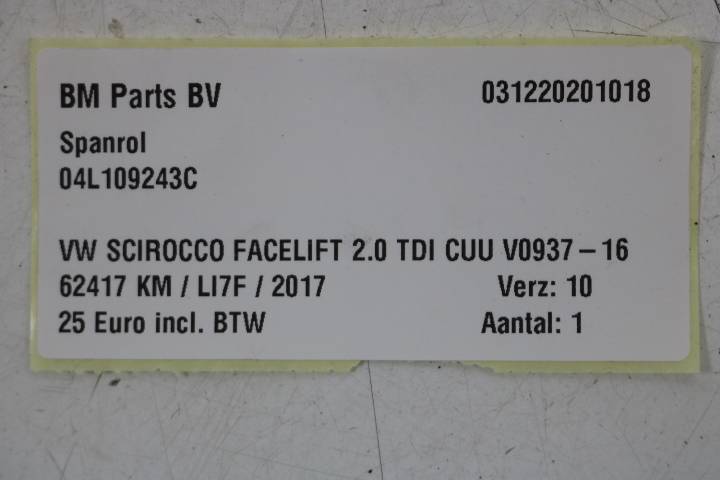 BM Parts BV 031220201018
Spanrol
04L109243C
VW SCIROCCO FACELIFT 2.0 TDI CUU V0937 – 16
62417 KM / LI7F / 2017 Verz: 10
25 Euro incl. BTW Aantal: 1